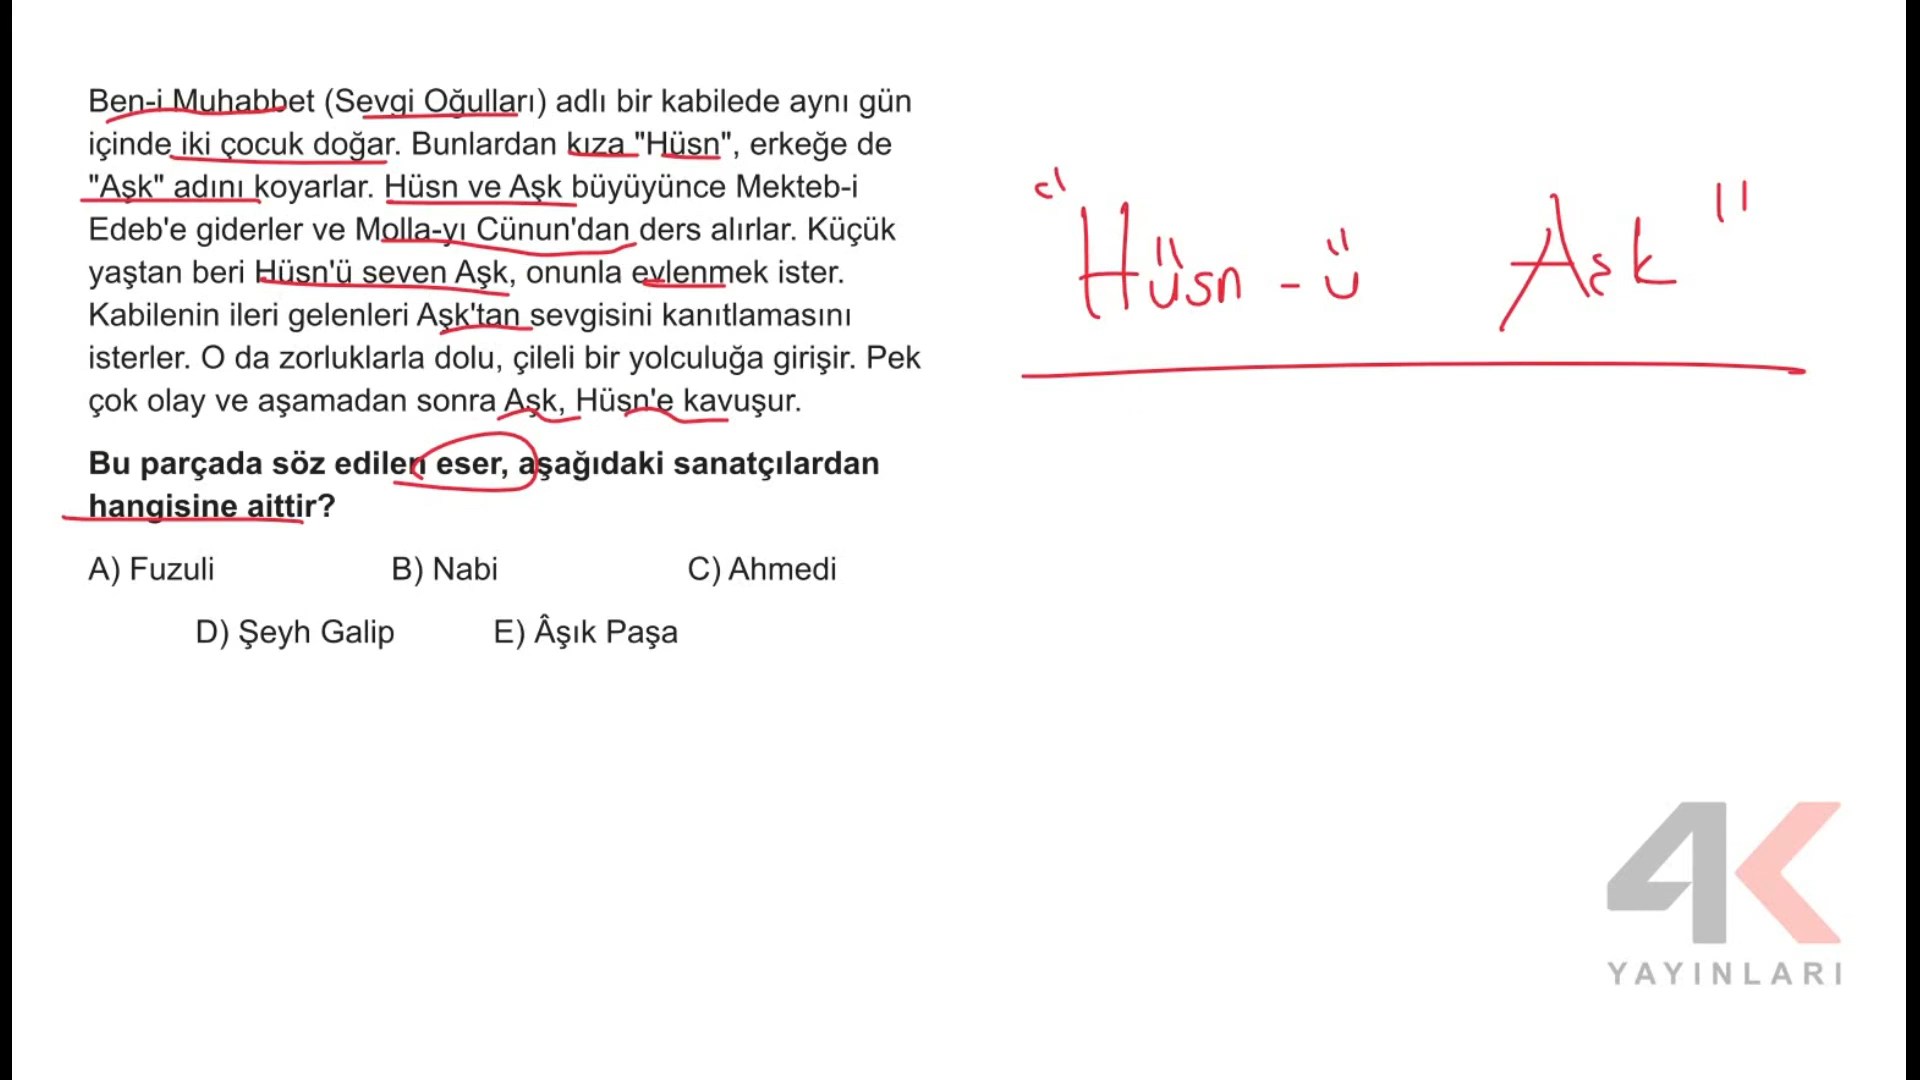 Ben-i Muhabbet (Sevgi Oğulları) adlı bir kabilede aynı gün
içinde iki çocuk doğar. Bunlardan kıza "Hüsn", erkeğe de
"Aşk" adını koyarlar. Hüsn ve Aşk büyüyünce Mekteb-i
Edeb'e giderler ve Molla-yı Cünun'dan ders alırlar. Küçük
yaştan beri Hüsn'ü seven Aşk, onunla evlenmek ister.
Kabilenin ileri gelenleri Aşk'tan sevgisini kanıtlamasını
isterler. O da zorluklarla dolu, çileli bir yolculuğa girişir. Pek
çok olay ve aşamadan sonra Aşk, Hüsn'e kavuşur.
Bu parçada söz edilen eser, aşağıdaki sanatçılardan
hangisine aittir?
A) Fuzuli B) Nabi C) Ahmedi
D) Şeyh Galip E) Âşık Paşa
"Hüsn-ü Aşk"
4K
YAYINLARI